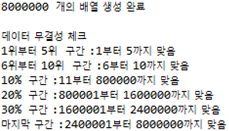 8000000 개의 배열 생성 완료
데이터 무결성 체크
1위부터 5위 구간 :1부터 5까지 맞음
6위부터 10위 구간 :6부터 10까지 맞음
10% 구간 :11부터 800000까지 맞음
20% 구간 :800001부터 1600000까지 맞음
30% 구간 :1600001부터 2400000까지 맞음
마지막 구간 :2400001부터 8000000까지 맞음